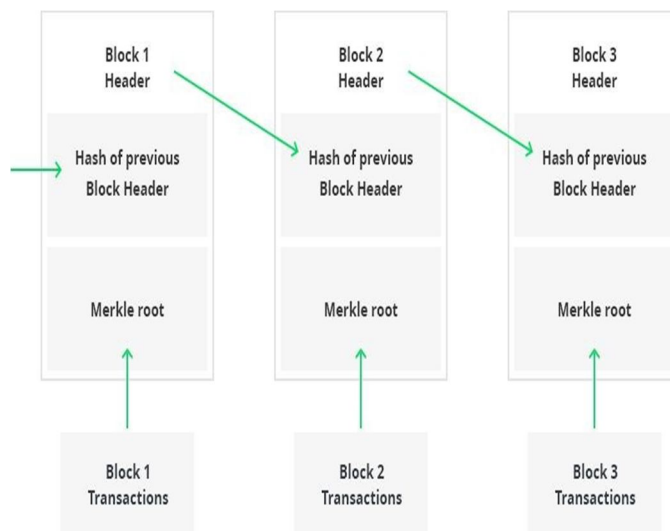 Block 1
Header
Hash of previous
Block Header
Merkle root
Block 1
Transactions
Block 2
Header
Hash of previous
Block Header
Merkle root
Block 2
Transactions
Block 3
Header
Hash of previous
Block Header
Merkle root
Block 3
Transactions